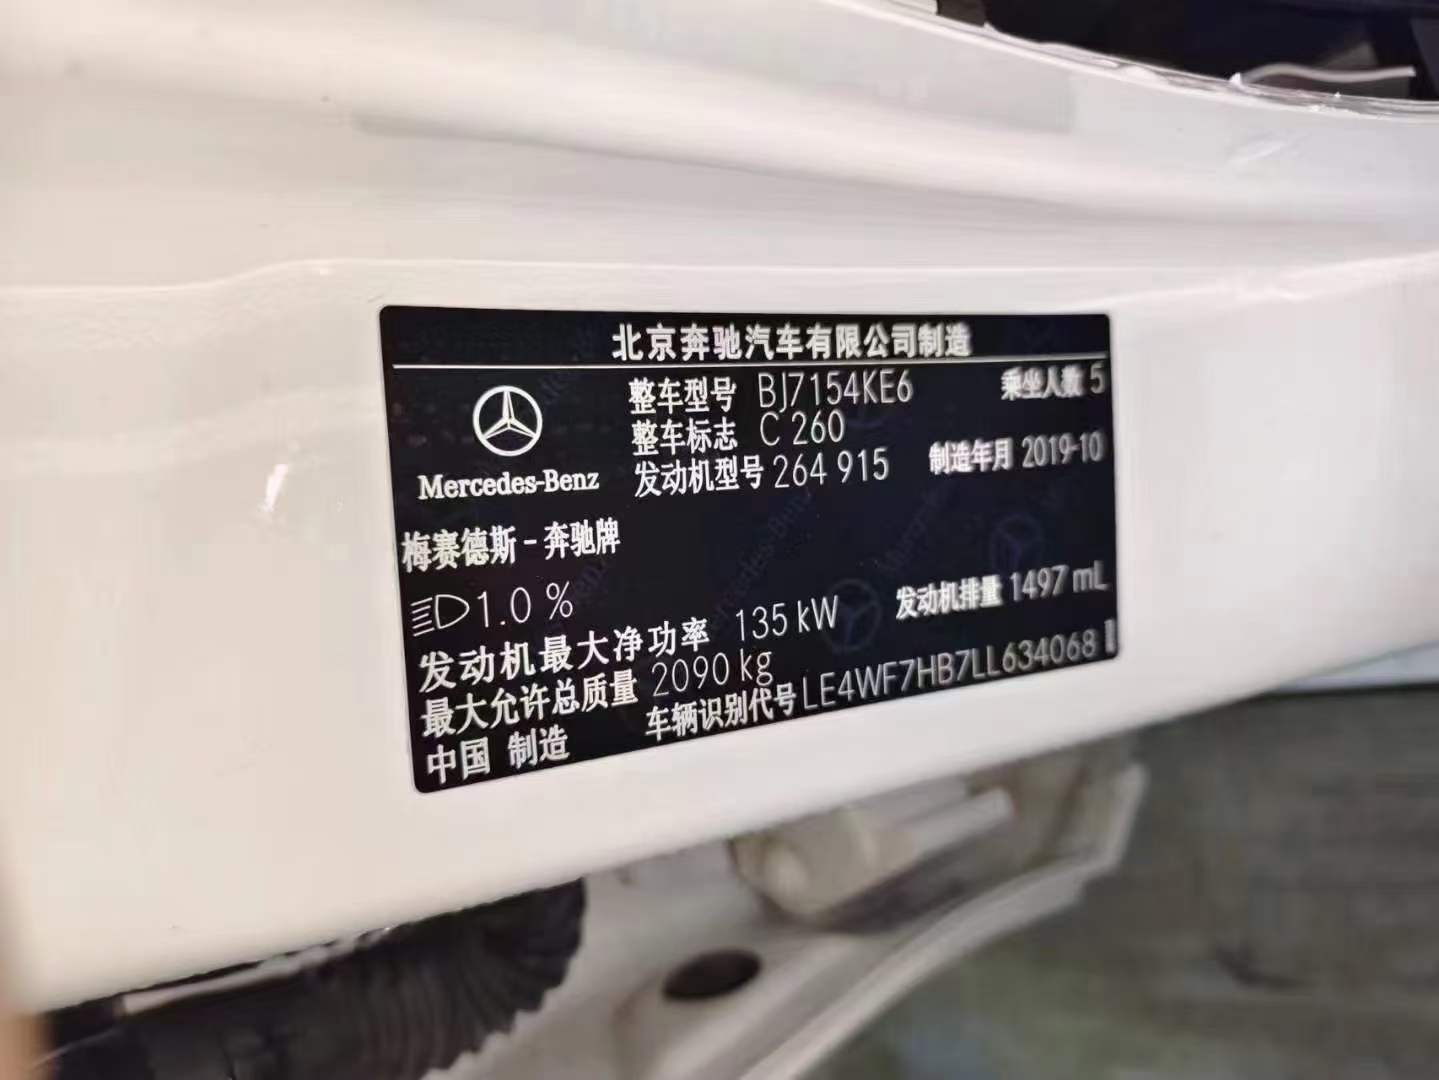 北京奔驰汽车有限公司制造
整车型号 BJ7154KE6 乘坐人数 5
整车标志 C 260
发动机型号 264 915 制造年月 2019-10
Mercedes-Benz
梅赛德斯-奔驰牌
1.0 %
发动机最大净功率 135 kW 发动机排量 1497 mL
最大允许总质量 2090 kg
中国 制造 车辆识别代号 LE4WF7HB7LL634068